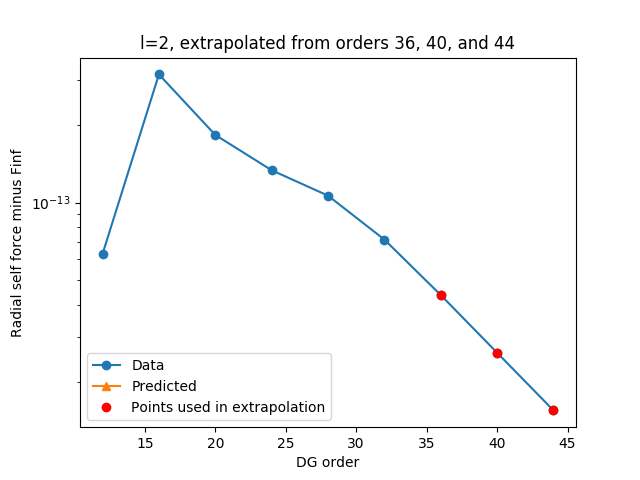 l=2, extrapolated from orders 36, 40, and 44
Radial self force minus Finf
10⁻¹³
Data
Predicted
Points used in extrapolation
15 20 25 30 35 40 45
DG order